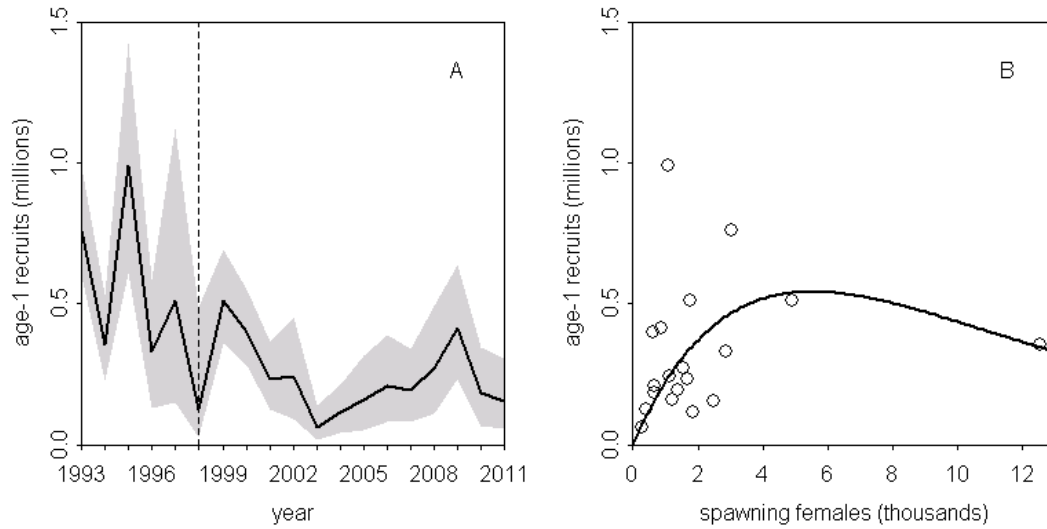 A
age-1 recruits (millions)
0.0 0.5 1.0 1.5
1993 1996 1999 2002 2005 2008 2011
year
B
age-1 recruits (millions)
0.0 0.5 1.0 1.5
0 2 4 6 8 10 12
spawning females (thousands)